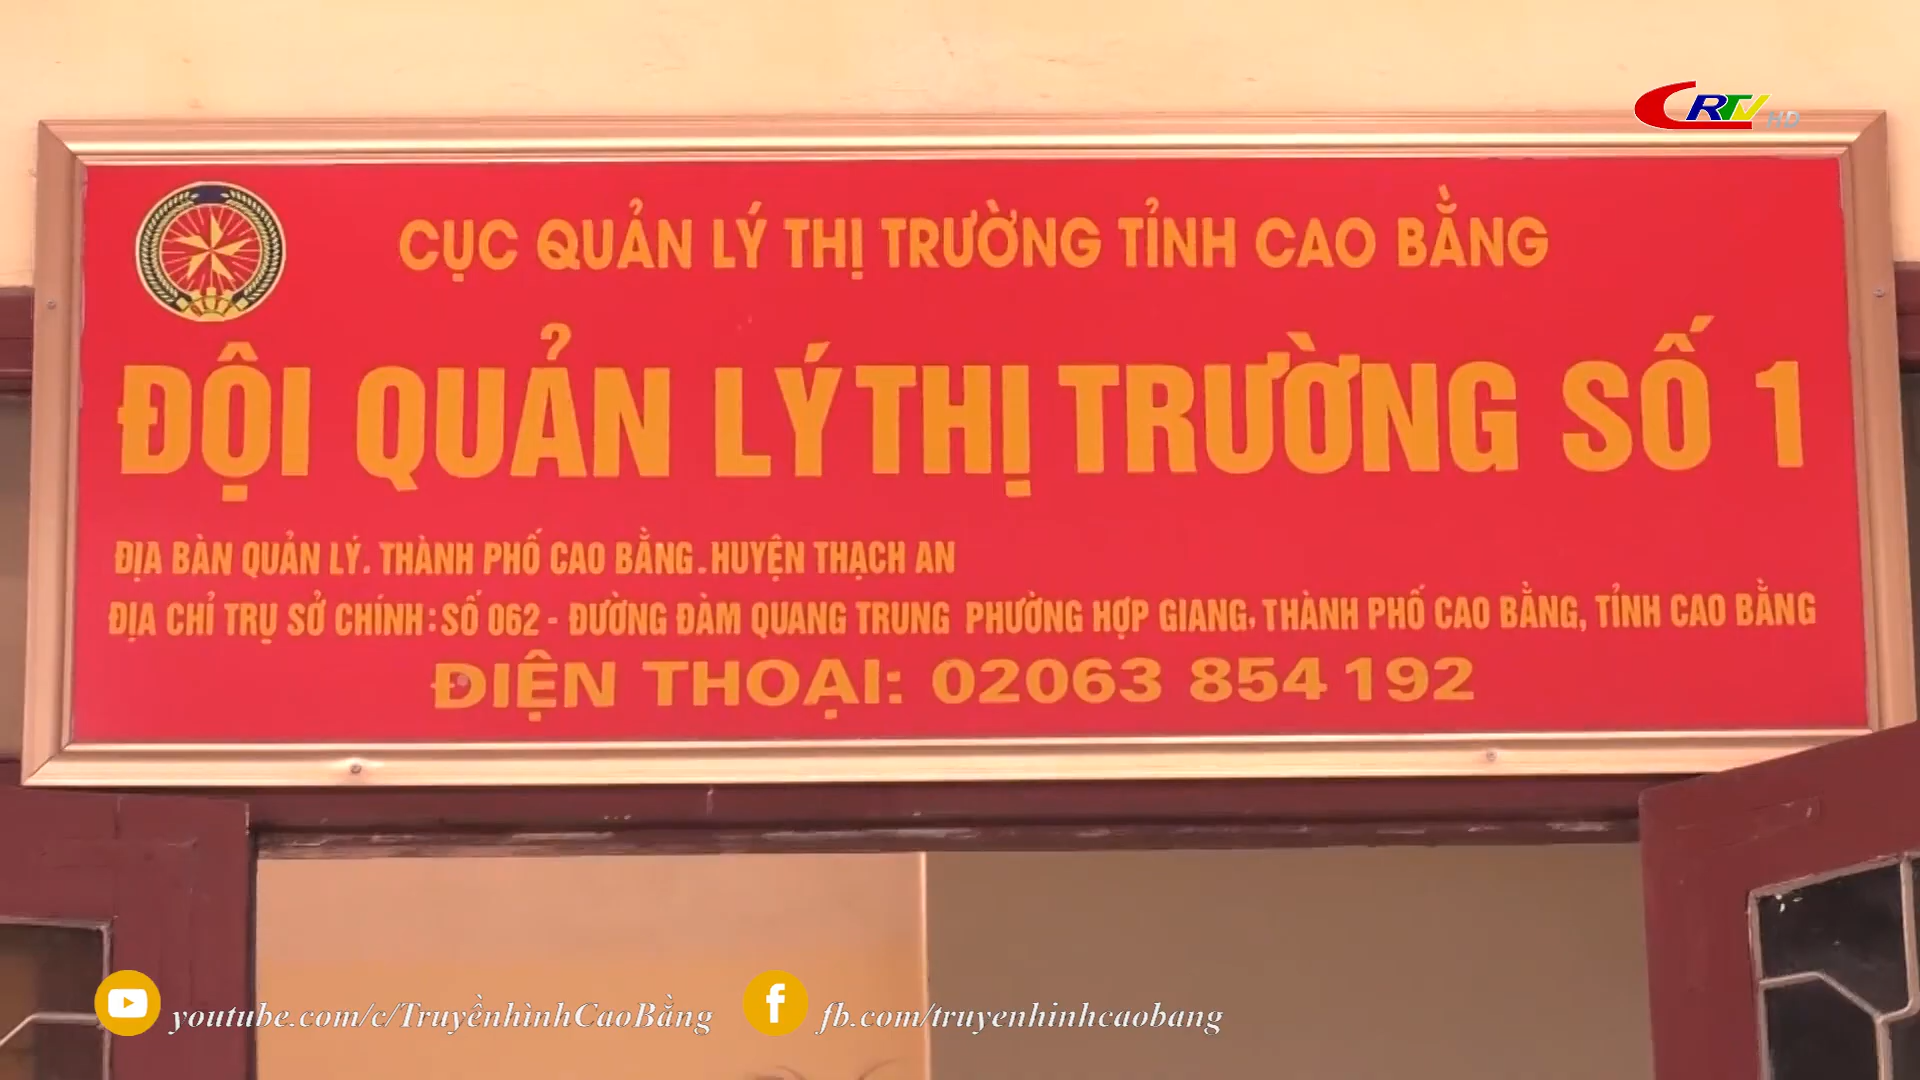 CRTV HD
CỤC QUẢN LÝ THỊ TRƯỜNG TỈNH CAO BẰNG
ĐỘI QUẢN LÝ THỊ TRƯỜNG SỐ 1
ĐỊA BÀN QUẢN LÝ. THÀNH PHỐ CAO BẰNG.HUYỆN THẠCH AN
ĐỊA CHỈ TRỤ SỞ CHÍNH:SỐ 062 - ĐƯỜNG ĐÀM QUANG TRUNG PHƯỜNG HỢP GIANG, THÀNH PHỐ CAO BẰNG, TỈNH CAO BẰNG
ĐIỆN THOẠI: 02063 854 192
youtube.com/c/TruyềnhìnhCaoBằng fb.com/truyenhinhcaobang